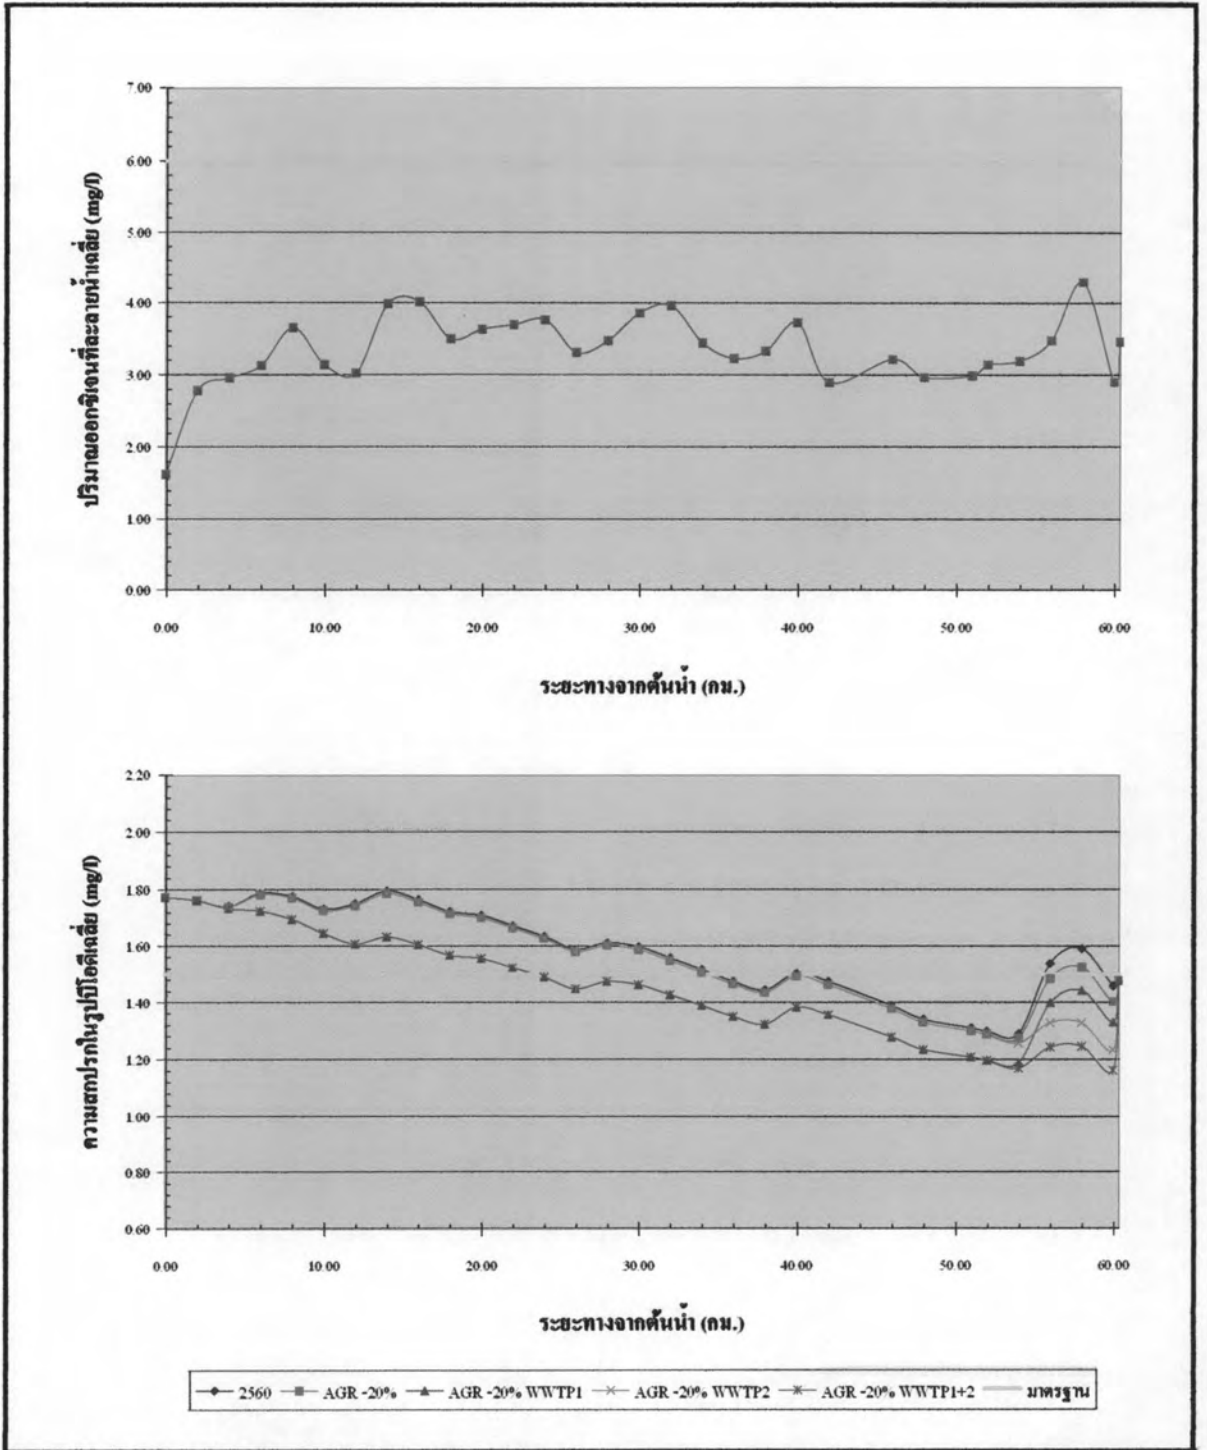 7.00
6.00
5.00
4.00
3.00
2.00
1.00
0.00
ปริมาณออกซิเจนที่ละลายน้ำเฉลี่ย (mg/l)
0.00 10.00 20.00 30.00 40.00 50.00 60.00
ระยะทางจากต้นน้ำ (กม.)
2.20
2.00
1.80
1.60
1.40
1.20
1.00
0.80
0.60
ความสกปรกในรูปบีโอดีเฉลี่ย (mg/l)
0.00 10.00 20.00 30.00 40.00 50.00 60.00
ระยะทางจากต้นน้ำ (กม.)
2560 AGR -20% AGR -20% WWTP1 AGR -20% WWTP2 AGR -20% WWTP1+2 มาตรฐาน